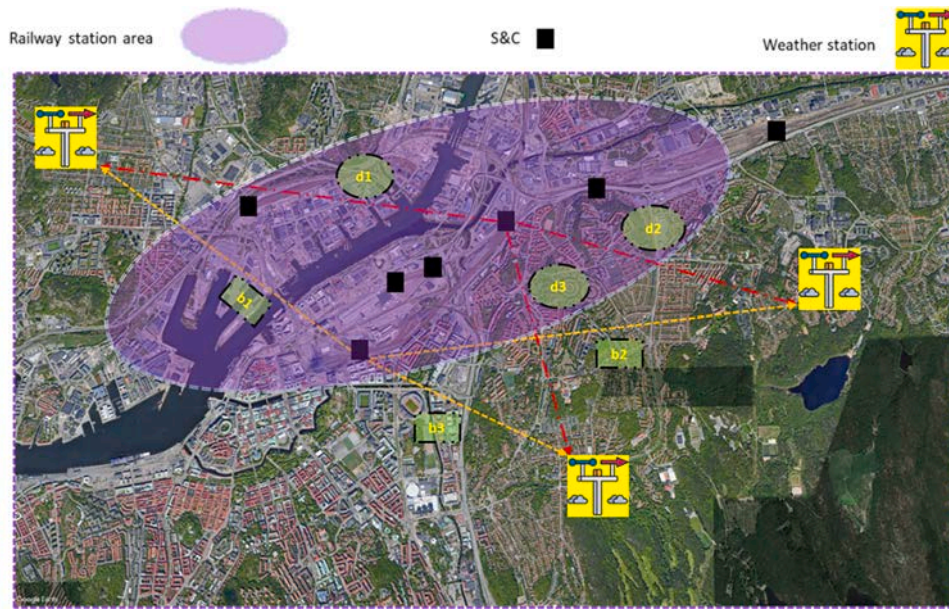 Railway station area
S&C
Weather station
d1
d2
d3
b1
b2
b3
Google Earth